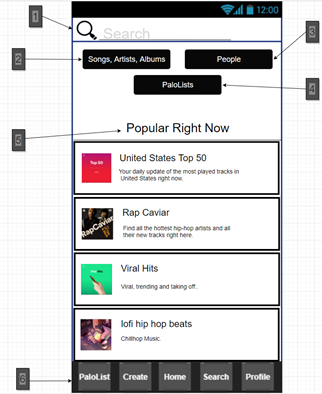 12:00
1
Search
2
Songs, Artists, Albums
People
3
PaloLists
4
5
Popular Right Now
Top 50
United States Top 50
Your daily update of the most played tracks in
United States right now.
RapCaviar
Rap Caviar
Find all the hottest hip-hop artists and all
their new tracks right here.
Viral Hits
Viral, trending and taking off..
lofi hip hop beats
Chillhop Music.
6
PaloList Create Home Search Profile